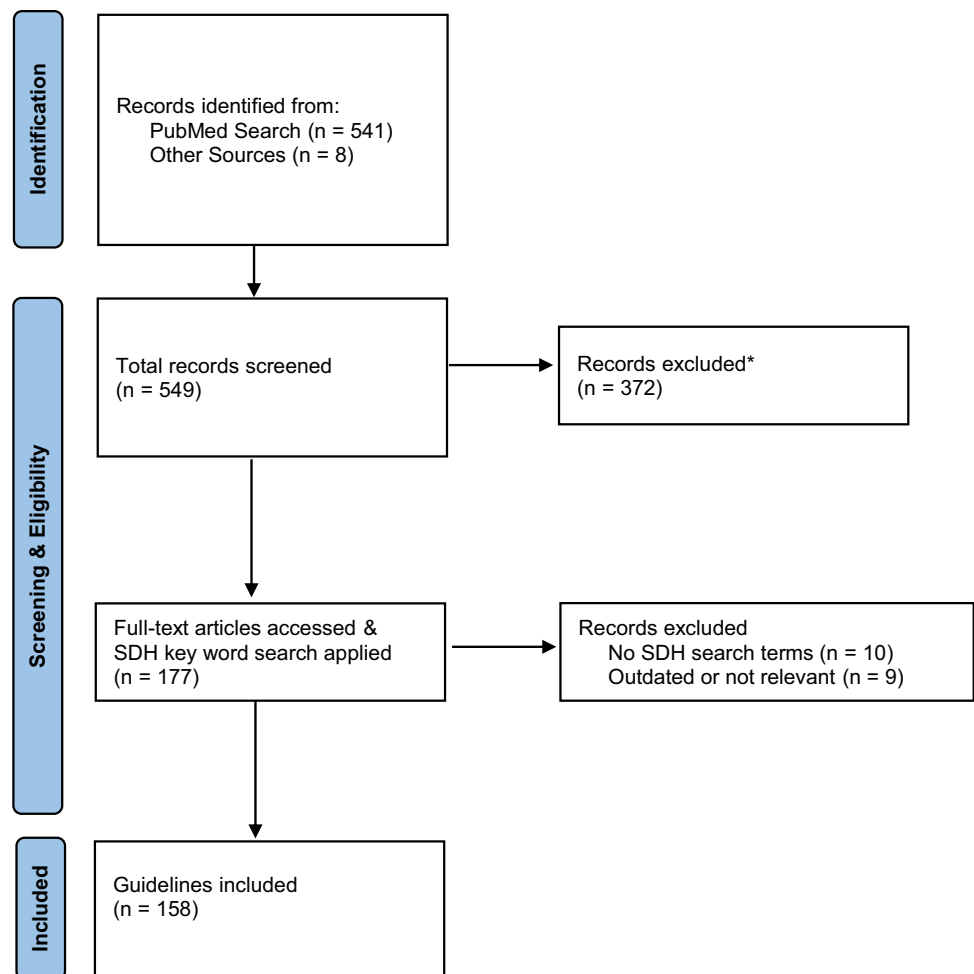 Identification
Records identified from:
PubMed Search (n = 541)
Other Sources (n = 8)
Screening & Eligibility
Total records screened
(n = 549)
Records excluded*
(n = 372)
Full-text articles accessed &
SDH key word search applied
(n = 177)
Records excluded
No SDH search terms (n = 10)
Outdated or not relevant (n = 9)
Included
Guidelines included
(n = 158)